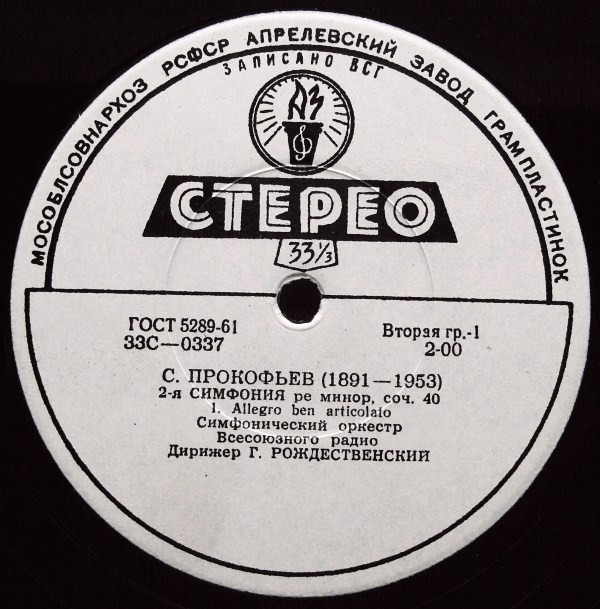 МОСОБЛСОВНАРХОЗ РСФСР АПРЕЛЕВСКИЙ ЗАВОД ГРАМПЛАСТИНОК
ЗАПИСАНО ВСГ
АЗ
СТЕРЕО
33⅓
ГОСТ 5289-61
33С—0337
Вторая гр.-1
2-00
С. ПРОКОФЬЕВ (1891—1953)
2-я СИМФОНИЯ ре минор, соч. 40
1. Allegro ben articolato
Симфонический оркестр
Всесоюзного радио
Дирижер Г. РОЖДЕСТВЕНСКИЙ